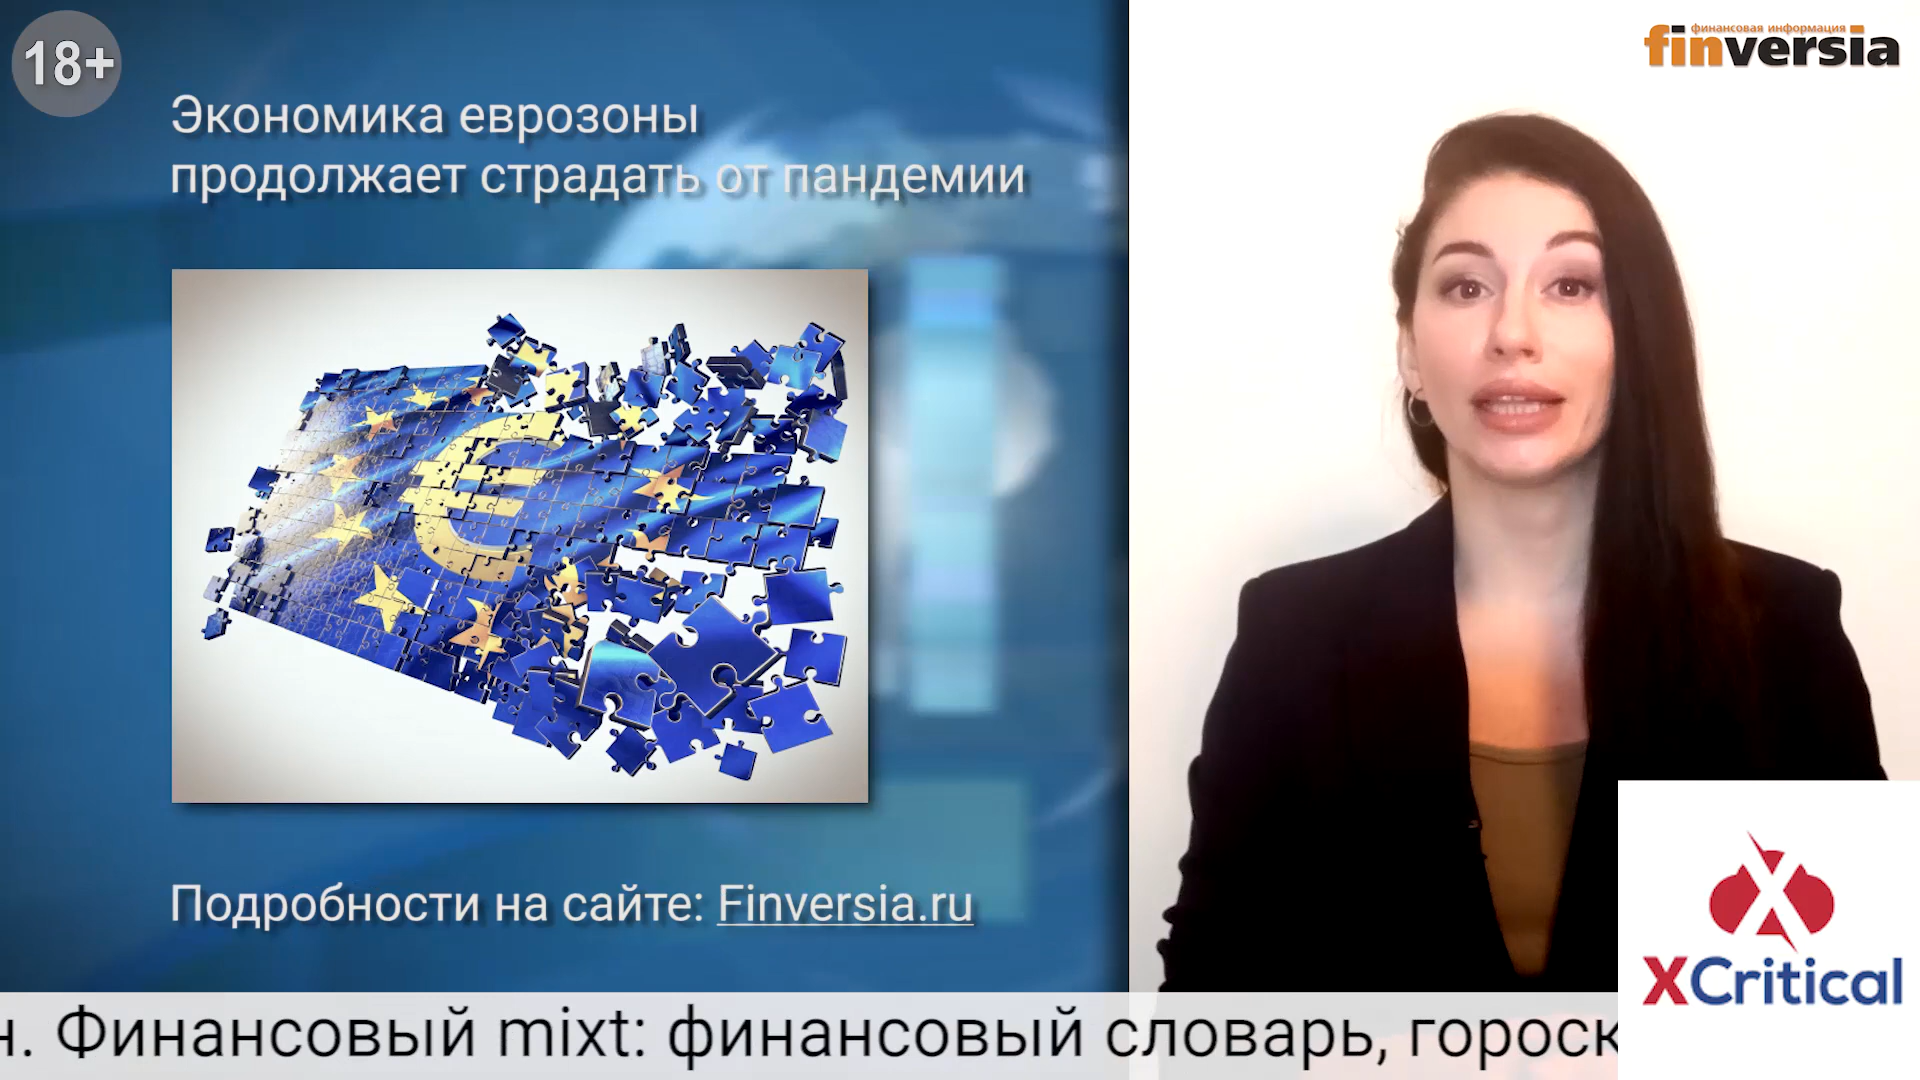 18+
финансовая информация
finversia
Экономика еврозоны
продолжает страдать от пандемии
Подробности на сайте: Finversia.ru
XCritical
н. Финансовый mixt: финансовый словарь, гороск